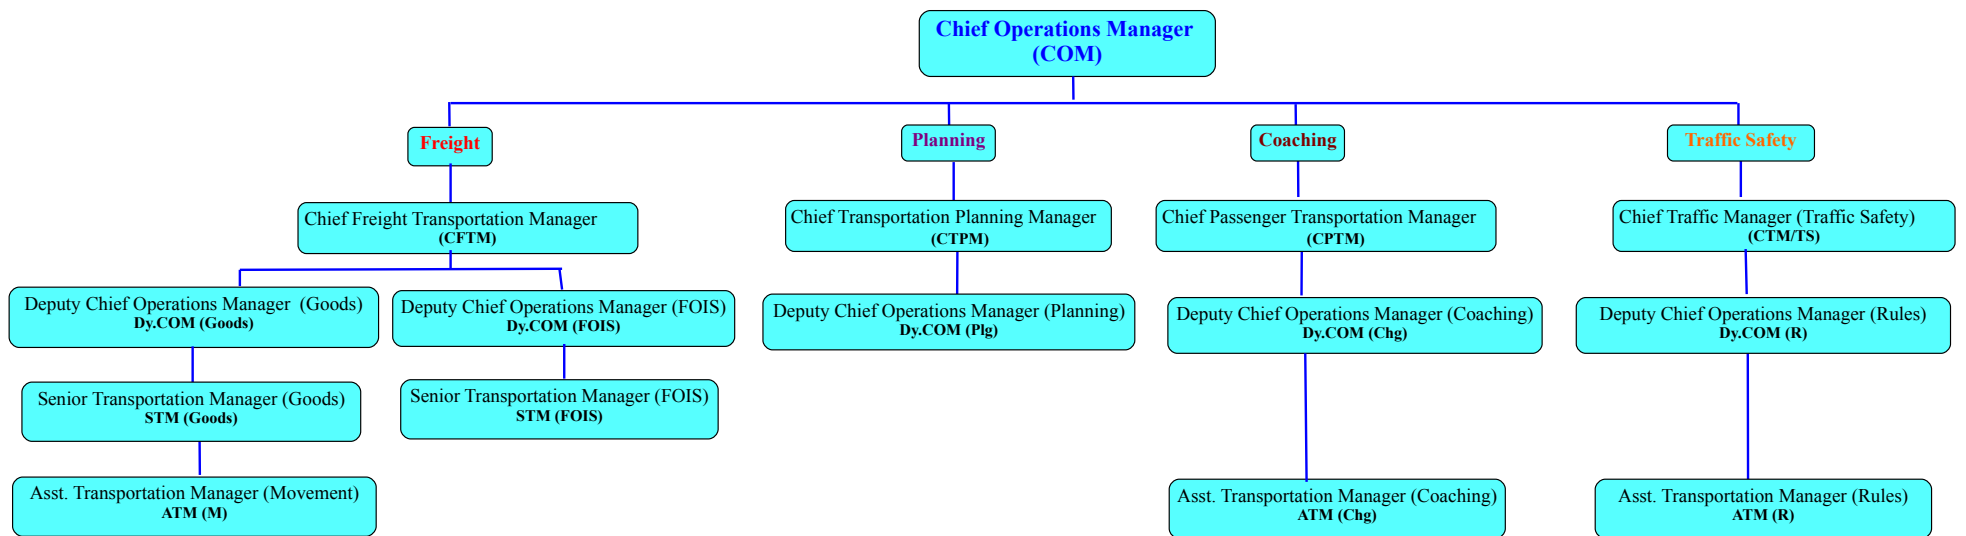 Chief Operations Manager
(COM)
Freight
Planning
Coaching
Traffic Safety
Chief Freight Transportation Manager
(CFTM)
Chief Transportation Planning Manager
(CTPM)
Chief Passenger Transportation Manager
(CPTM)
Chief Traffic Manager (Traffic Safety)
(CTM/TS)
Deputy Chief Operations Manager (Goods)
Dy.COM (Goods)
Deputy Chief Operations Manager (FOIS)
Dy.COM (FOIS)
Deputy Chief Operations Manager (Planning)
Dy.COM (Plg)
Deputy Chief Operations Manager (Coaching)
Dy.COM (Chg)
Deputy Chief Operations Manager (Rules)
Dy.COM (R)
Senior Transportation Manager (Goods)
STM (Goods)
Senior Transportation Manager (FOIS)
STM (FOIS)
Asst. Transportation Manager (Movement)
ATM (M)
Asst. Transportation Manager (Coaching)
ATM (Chg)
Asst. Transportation Manager (Rules)
ATM (R)